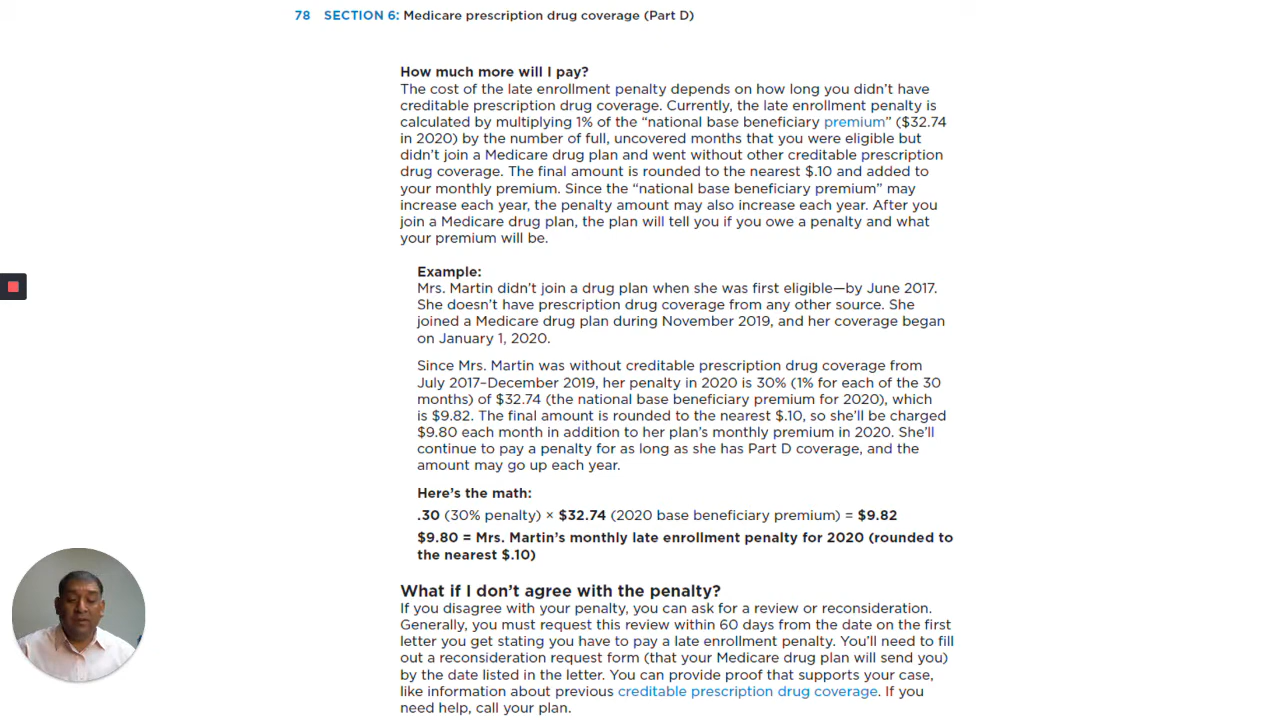 78 SECTION 6: Medicare prescription drug coverage (Part D)
How much more will I pay?
The cost of the late enrollment penalty depends on how long you didn’t have
creditable prescription drug coverage. Currently, the late enrollment penalty is
calculated by multiplying 1% of the “national base beneficiary premium” ($32.74
in 2020) by the number of full, uncovered months that you were eligible but
didn’t join a Medicare drug plan and went without other creditable prescription
drug coverage. The final amount is rounded to the nearest $.10 and added to
your monthly premium. Since the “national base beneficiary premium” may
increase each year, the penalty amount may also increase each year. After you
join a Medicare drug plan, the plan will tell you if you owe a penalty and what
your premium will be.
Example:
Mrs. Martin didn’t join a drug plan when she was first eligible—by June 2017.
She doesn’t have prescription drug coverage from any other source. She
joined a Medicare drug plan during November 2019, and her coverage began
on January 1, 2020.
Since Mrs. Martin was without creditable prescription drug coverage from
July 2017–December 2019, her penalty in 2020 is 30% (1% for each of the 30
months) of $32.74 (the national base beneficiary premium for 2020), which
is $9.82. The final amount is rounded to the nearest $.10, so she’ll be charged
$9.80 each month in addition to her plan’s monthly premium in 2020. She’ll
continue to pay a penalty for as long as she has Part D coverage, and the
amount may go up each year.
Here’s the math:
.30 (30% penalty) × $32.74 (2020 base beneficiary premium) = $9.82
$9.80 = Mrs. Martin’s monthly late enrollment penalty for 2020 (rounded to
the nearest $.10)
What if I don’t agree with the penalty?
If you disagree with your penalty, you can ask for a review or reconsideration.
Generally, you must request this review within 60 days from the date on the first
letter you get stating you have to pay a late enrollment penalty. You’ll need to fill
out a reconsideration request form (that your Medicare drug plan will send you)
by the date listed in the letter. You can provide proof that supports your case,
like information about previous creditable prescription drug coverage. If you
need help, call your plan.